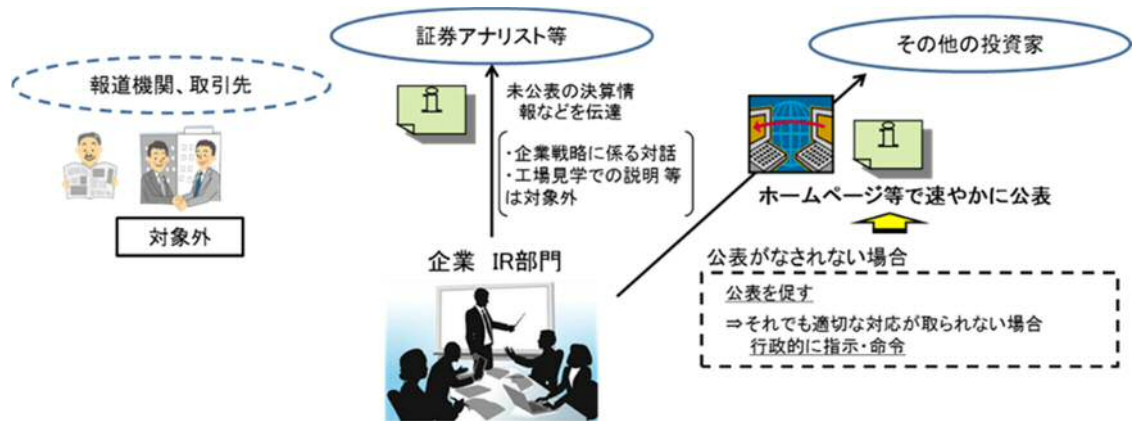 報道機関、取引先
対象外
証券アナリスト等
未公表の決算情
報などを伝達
・企業戦略に係る対話
・工場見学での説明 等
は対象外
企業 IR部門
その他の投資家
ホームページ等で速やかに公表
公表がなされない場合
公表を促す
⇒それでも適切な対応が取られない場合
行政的に指示・命令